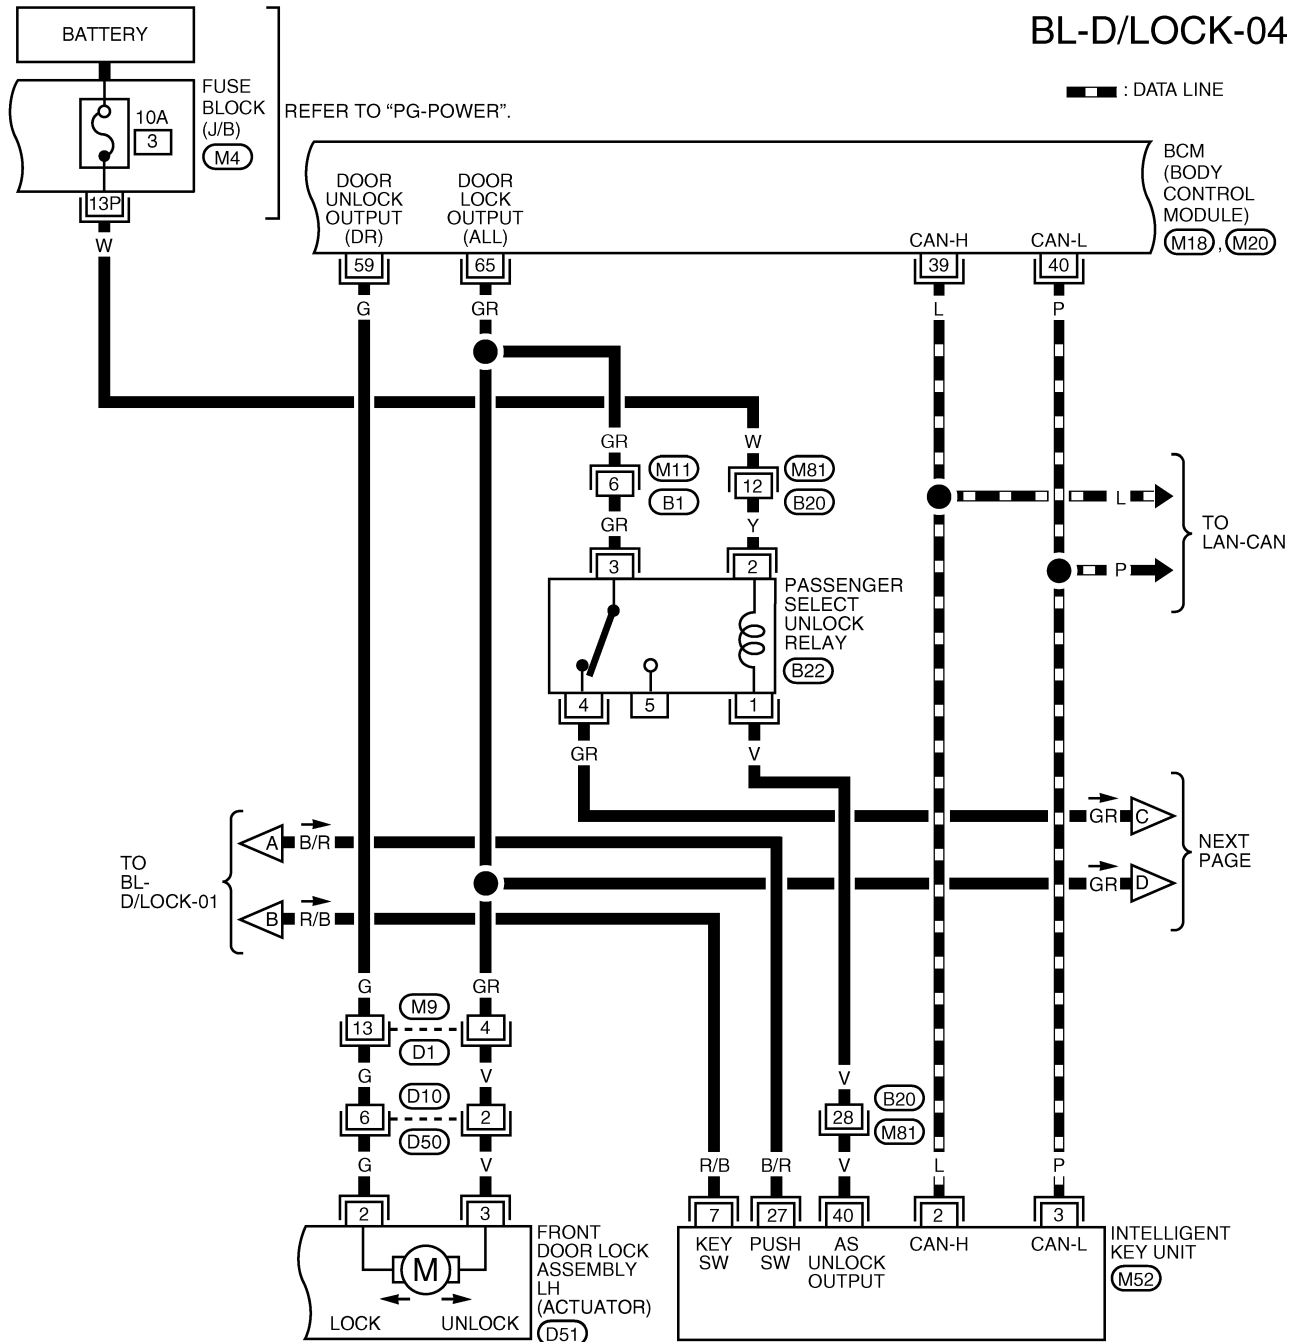 BL-D/LOCK-04
BATTERY
: DATA LINE
FUSE
BLOCK
(J/B)
M4
10A
3
REFER TO “PG-POWER”.
13P
W
BCM
(BODY
CONTROL
MODULE)
M18 , M20
DOOR
UNLOCK
OUTPUT
(DR)
DOOR
LOCK
OUTPUT
(ALL)
CAN-H
CAN-L
59
65
39
40
G
GR
L
P
GR
W
6
M11
B1
12
M81
B20
GR
Y
L
P
TO
LAN-CAN
3
2
PASSENGER
SELECT
UNLOCK
RELAY
B22
4
5
1
GR
V
GR
C
NEXT
PAGE
GR
D
TO
BL-
D/LOCK-01
A
B/R
B
R/B
G
GR
13
M9
D1
4
G
V
6
D10
D50
2
G
V
V
28
B20
M81
R/B
B/R
V
L
P
2
3
7
27
40
2
3
FRONT
DOOR LOCK
ASSEMBLY
LH
(ACTUATOR)
D51
M
LOCK
UNLOCK
KEY
SW
PUSH
SW
AS
UNLOCK
OUTPUT
CAN-H
CAN-L
INTELLIGENT
KEY UNIT
M52